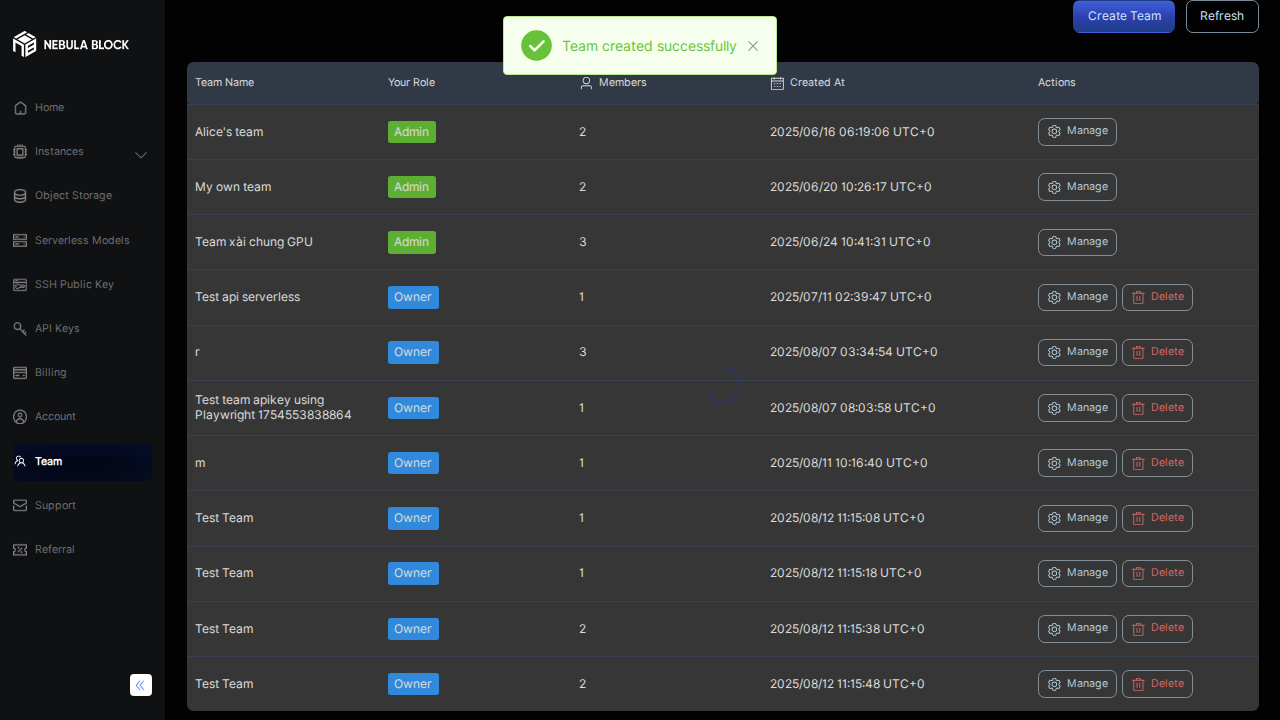 NEBULA BLOCK
Home
Instances
Object Storage
Serverless Models
SSH Public Key
API Keys
Billing
Account
Team
Support
Referral
Create Team
Refresh
Team created successfully
Team Name Your Role Members Created At Actions
Alice's team Admin 2 2025/06/16 06:19:06 UTC+0 Manage
My own team Admin 2 2025/06/20 10:26:17 UTC+0 Manage
Team xài chung GPU Admin 3 2025/06/24 10:41:31 UTC+0 Manage
Test api serverless Owner 1 2025/07/11 02:39:47 UTC+0 Manage Delete
r Owner 3 2025/08/07 03:34:54 UTC+0 Manage Delete
Test team apikey using
Playwright 1754553838864 Owner 1 2025/08/07 08:03:58 UTC+0 Manage Delete
m Owner 1 2025/08/11 10:16:40 UTC+0 Manage Delete
Test Team Owner 1 2025/08/12 11:15:08 UTC+0 Manage Delete
Test Team Owner 1 2025/08/12 11:15:18 UTC+0 Manage Delete
Test Team Owner 2 2025/08/12 11:15:38 UTC+0 Manage Delete
Test Team Owner 2 2025/08/12 11:15:48 UTC+0 Manage Delete